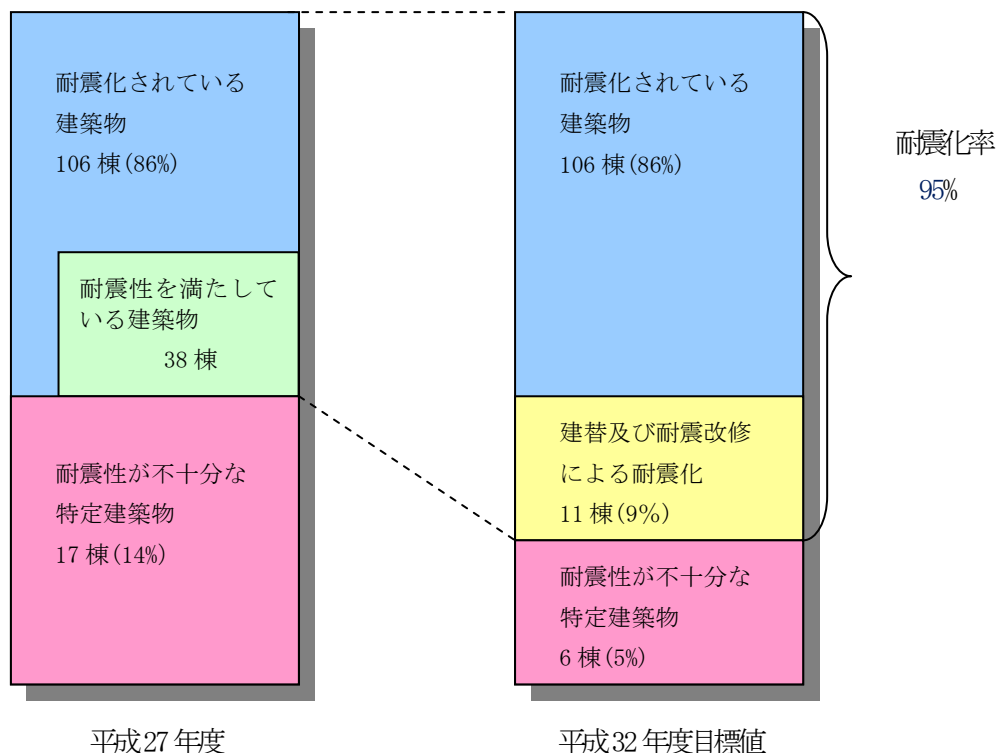 耐震化されている
建築物
106 棟(86%)
耐震性を満たして
いる建築物
38 棟
耐震性が不十分な
特定建築物
17 棟(14%)
平成27 年度
耐震化されている
建築物
106 棟(86%)
建替及び耐震改修
による耐震化
11 棟(9%)
耐震性が不十分な
特定建築物
6 棟(5%)
平成32 年度目標値
耐震化率
95%